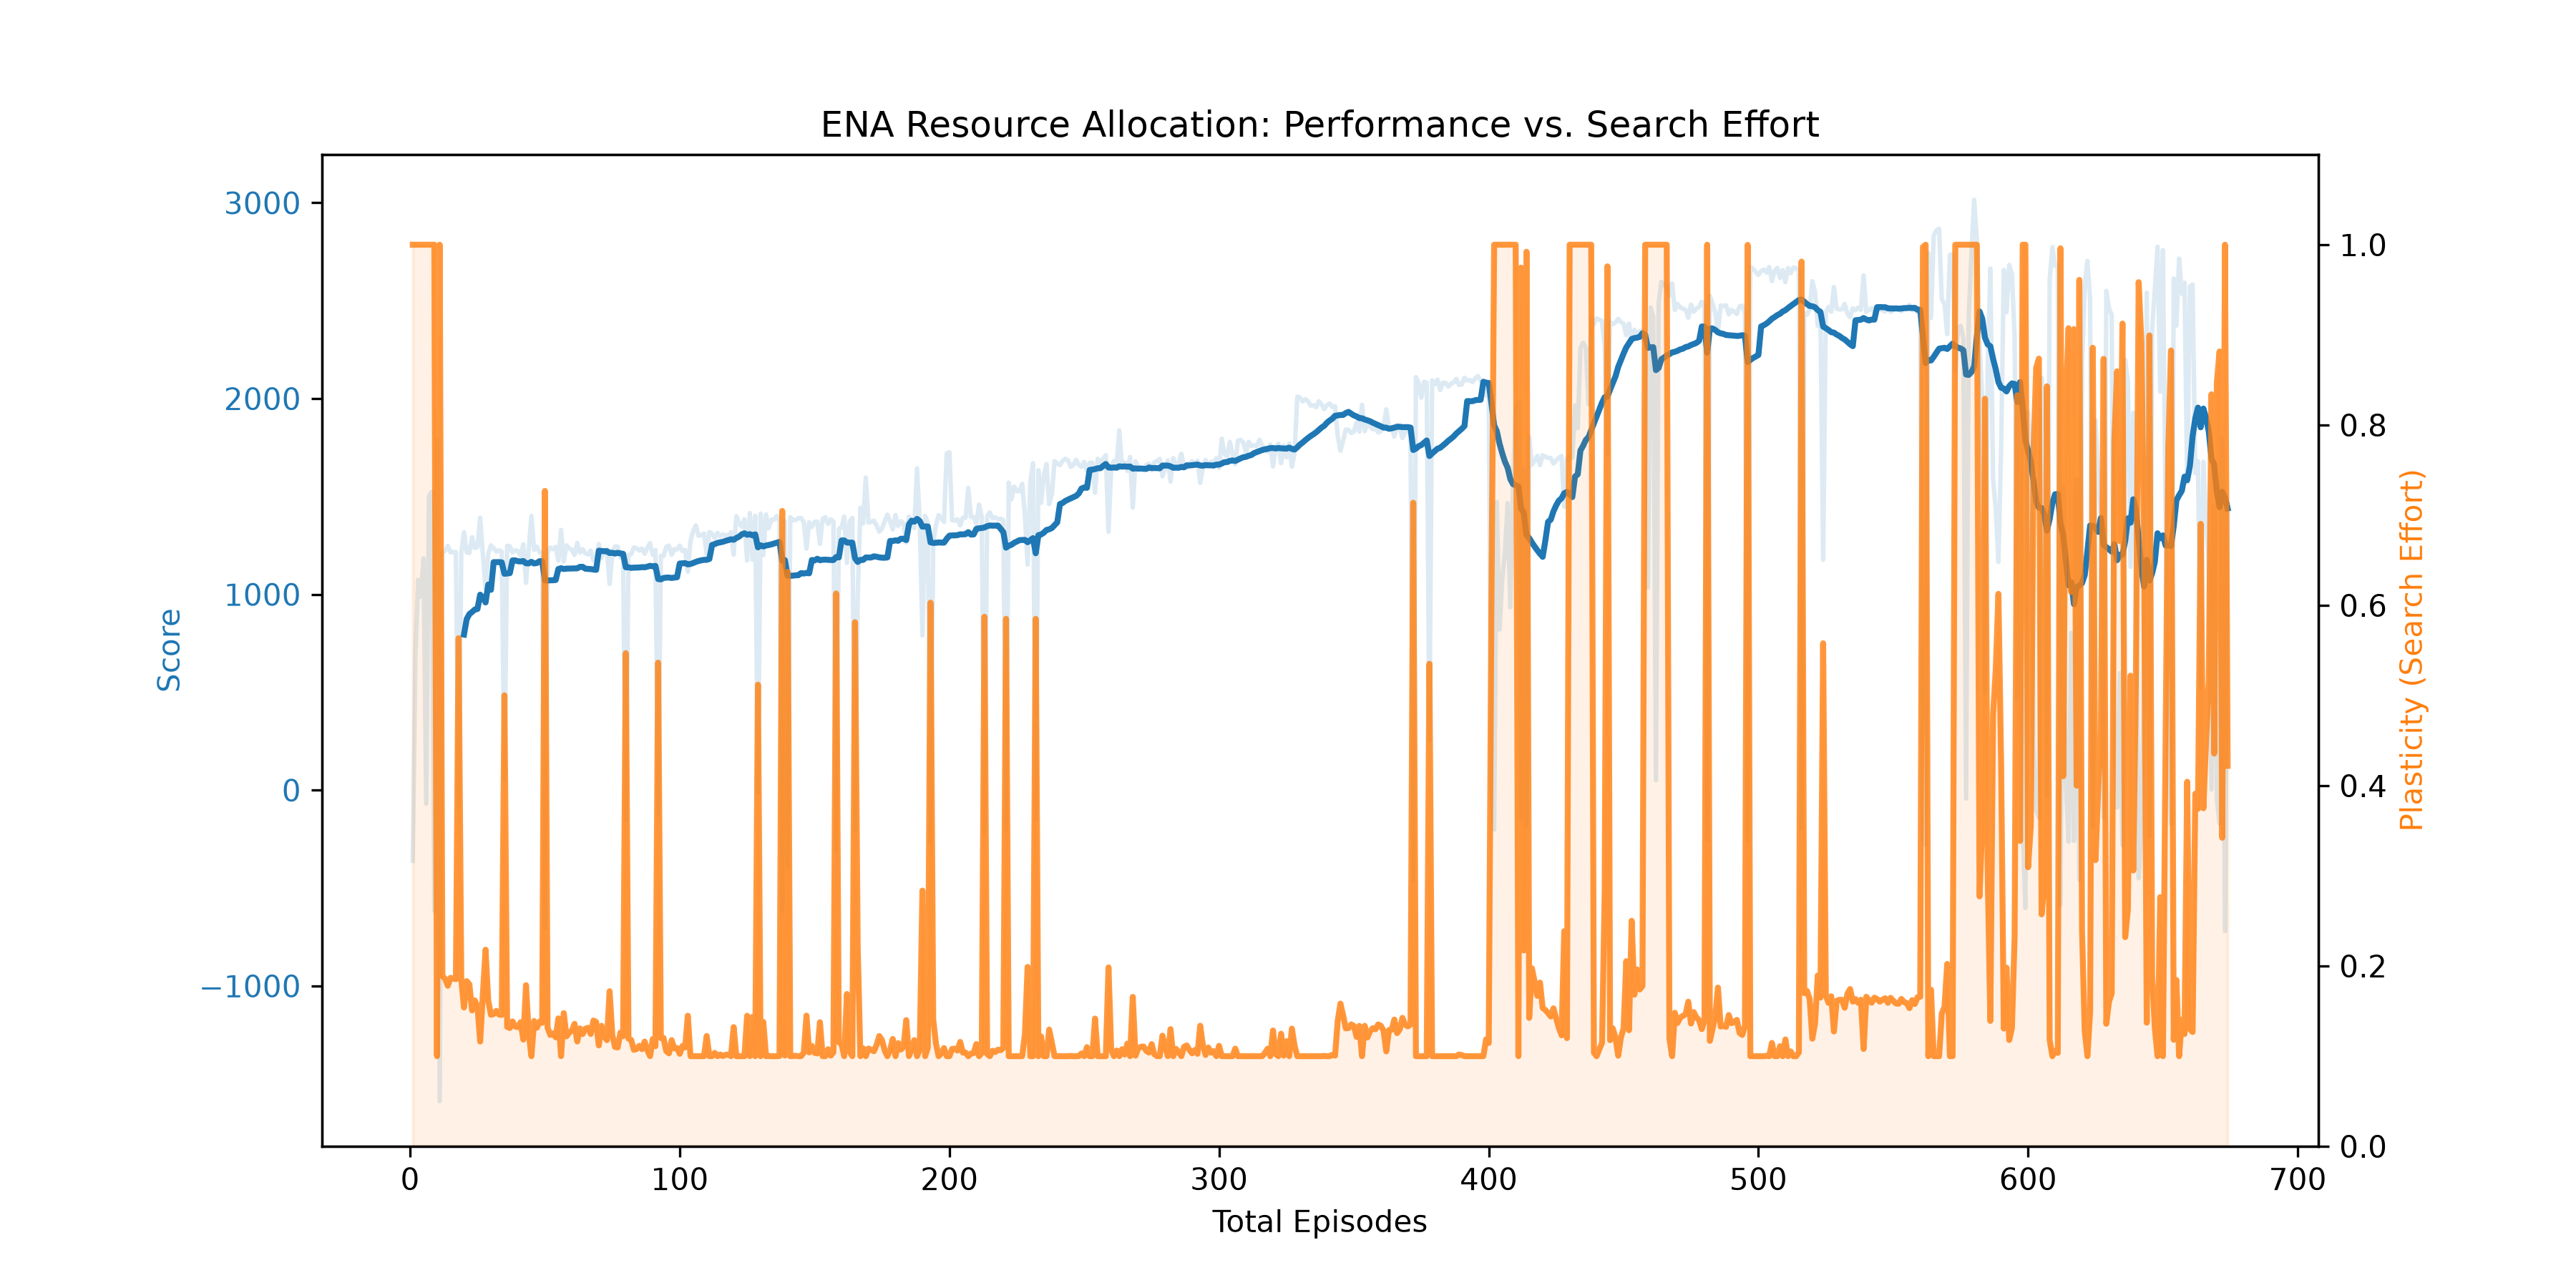 ENA Resource Allocation: Performance vs. Search Effort
3000
2000
1000
0
−1000
Score
1.0
0.8
0.6
0.4
0.2
0.0
Plasticity (Search Effort)
0 100 200 300 400 500 600 700
Total Episodes